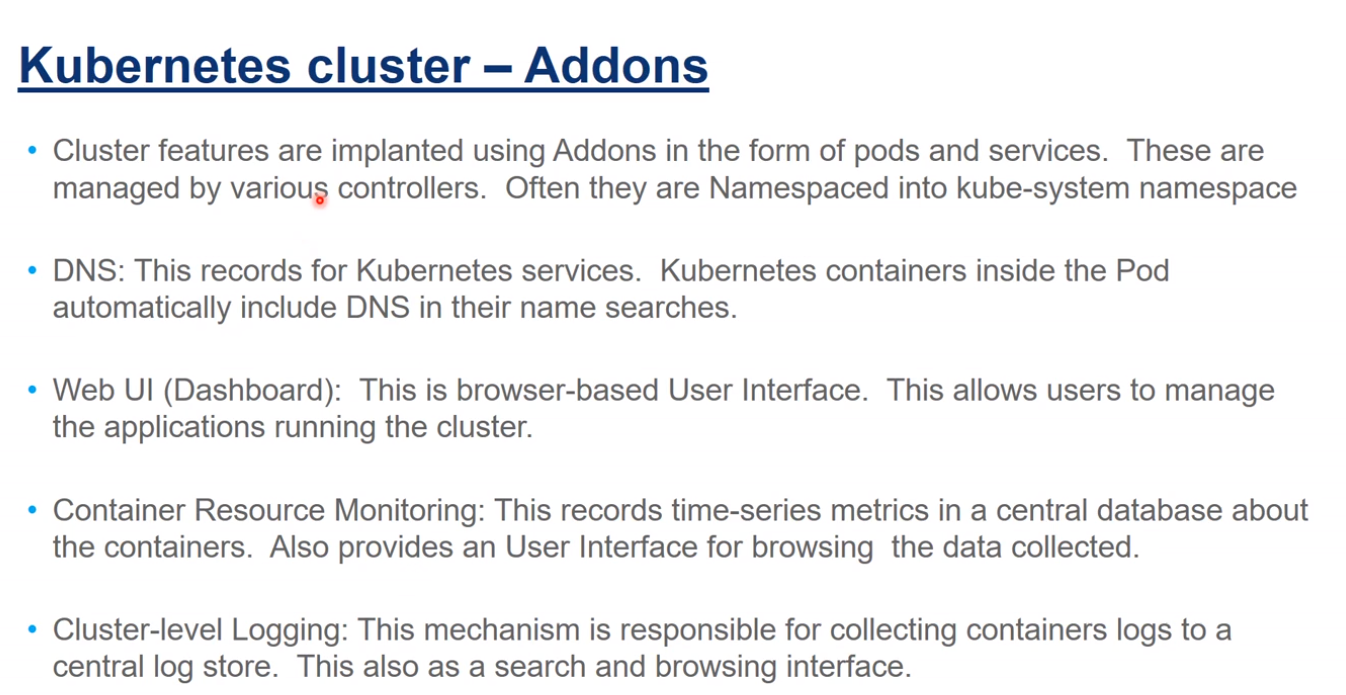 Kubernetes cluster – Addons
• Cluster features are implanted using Addons in the form of pods and services.  These are
managed by various controllers.  Often they are Namespaced into kube-system namespace
• DNS: This records for Kubernetes services.  Kubernetes containers inside the Pod
automatically include DNS in their name searches.
• Web UI (Dashboard):  This is browser-based User Interface.  This allows users to manage
the applications running the cluster.
• Container Resource Monitoring: This records time-series metrics in a central database about
the containers.  Also provides an User Interface for browsing  the data collected.
• Cluster-level Logging: This mechanism is responsible for collecting containers logs to a
central log store.  This also as a search and browsing interface.